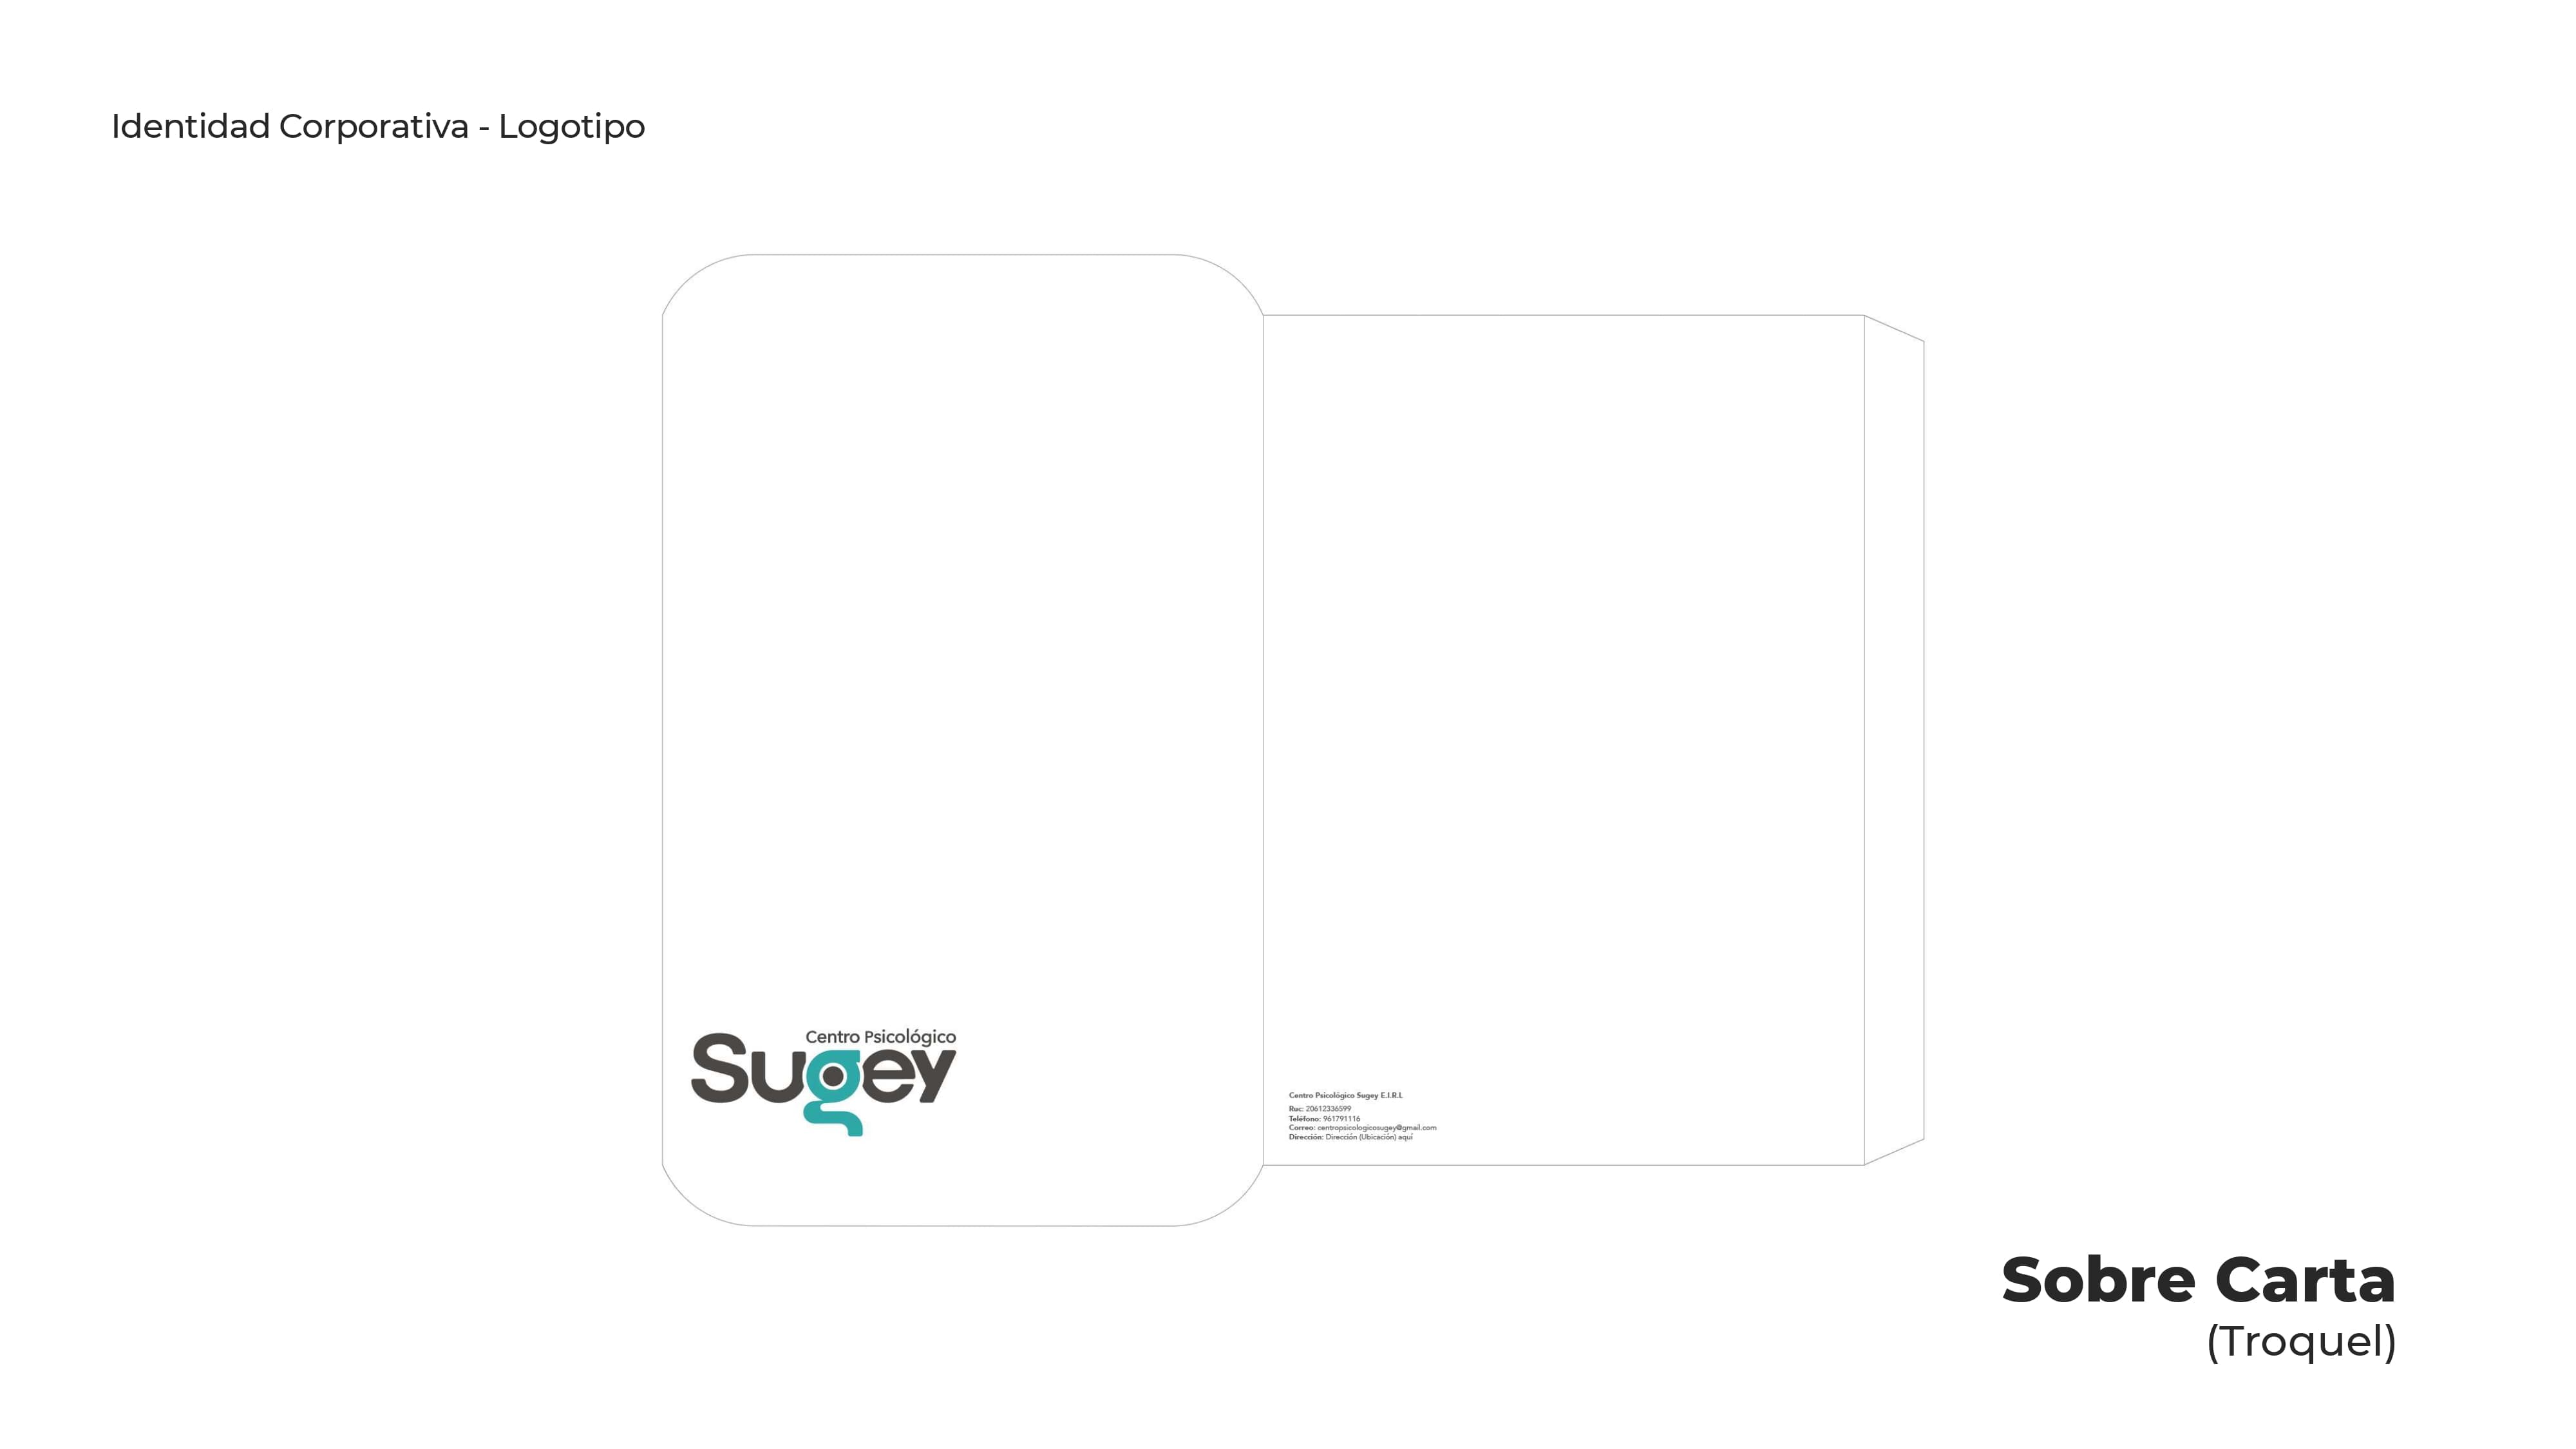 Identidad Corporativa - Logotipo
Centro Psicológico
Sugey
Centro Psicológico Sugey E.I.R.L
Ruc: 20612336599
Teléfono: 961791116
Correo: centropsicologicosugey@gmail.com
Dirección: Dirección (Ubicación) aquí
Sobre Carta
(Troquel)